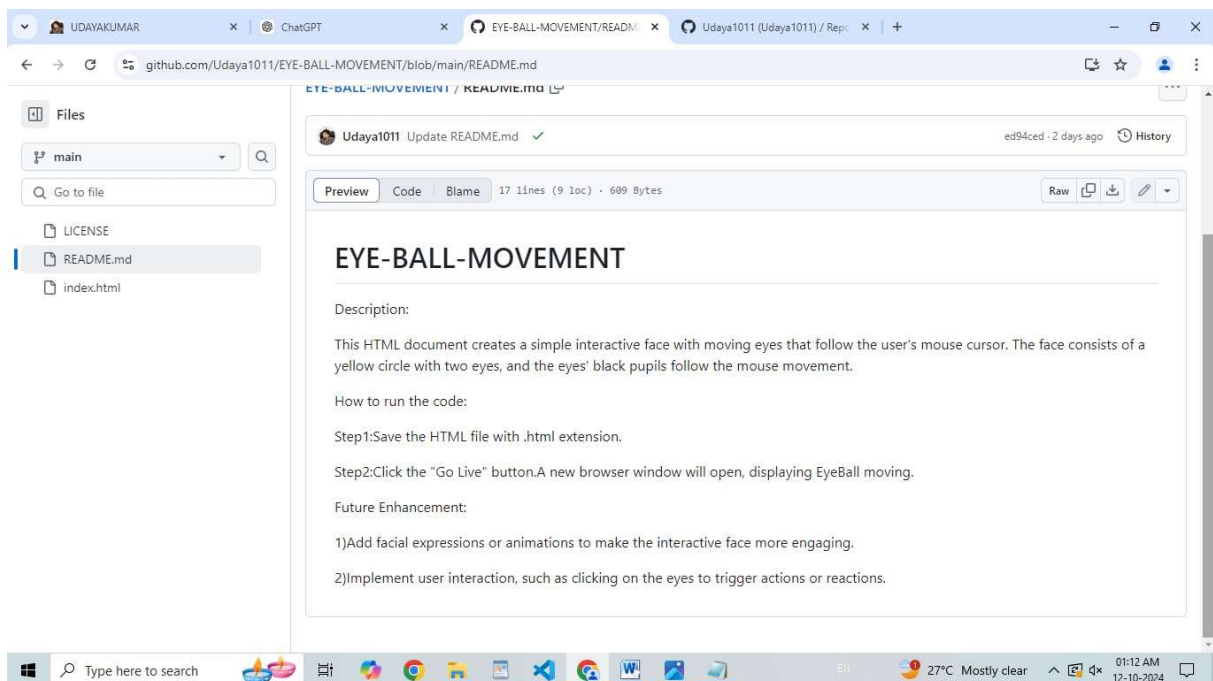 UDAYAKUMAR
ChatGPT
EYE-BALL-MOVEMENT/READM
Udaya1011 (Udaya1011) / Repo
github.com/Udaya1011/EYE-BALL-MOVEMENT/blob/main/README.md
Files
EYE-BALL-MOVEMENT / README.md
Udaya1011 Update README.md
ed94ced · 2 days ago
History
main
Go to file
Preview Code Blame 17 lines (9 loc) · 609 Bytes
Raw
LICENSE
README.md
index.html
EYE-BALL-MOVEMENT
Description:
This HTML document creates a simple interactive face with moving eyes that follow the user's mouse cursor. The face consists of a
yellow circle with two eyes, and the eyes' black pupils follow the mouse movement.
How to run the code:
Step1:Save the HTML file with .html extension.
Step2:Click the "Go Live" button.A new browser window will open, displaying EyeBall moving.
Future Enhancement:
1)Add facial expressions or animations to make the interactive face more engaging.
2)Implement user interaction, such as clicking on the eyes to trigger actions or reactions.
Type here to search
EN
27°C Mostly clear
01:12 AM
12-10-2024